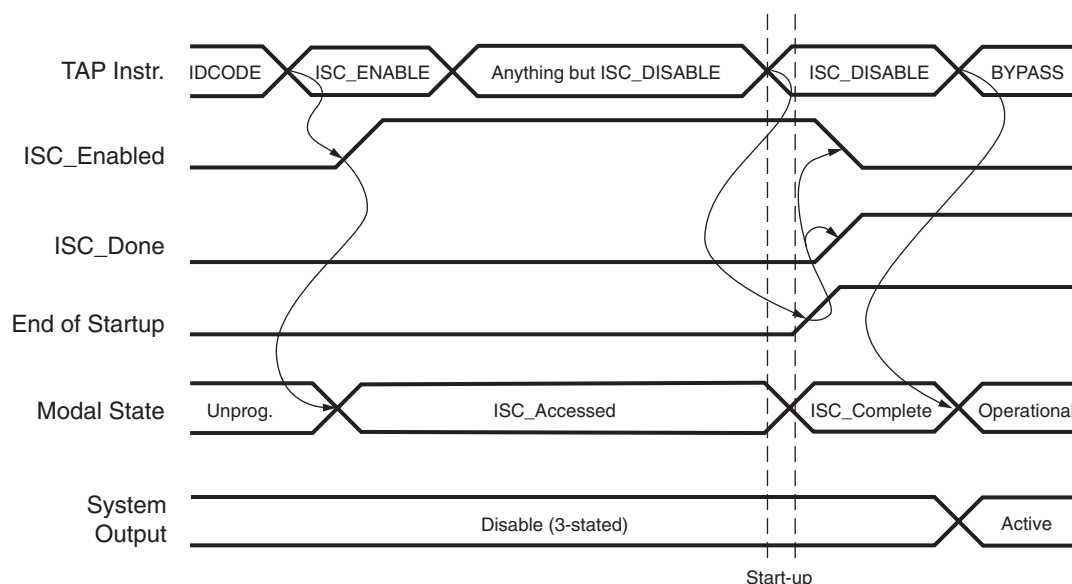 TAP Instr.
IDCODE
ISC_ENABLE
Anything but ISC_DISABLE
ISC_DISABLE
BYPASS
ISC_Enabled
ISC_Done
End of Startup
Modal State
Unprog.
ISC_Accessed
ISC_Complete
Operational
System
Output
Disable (3-stated)
Active
Start-up